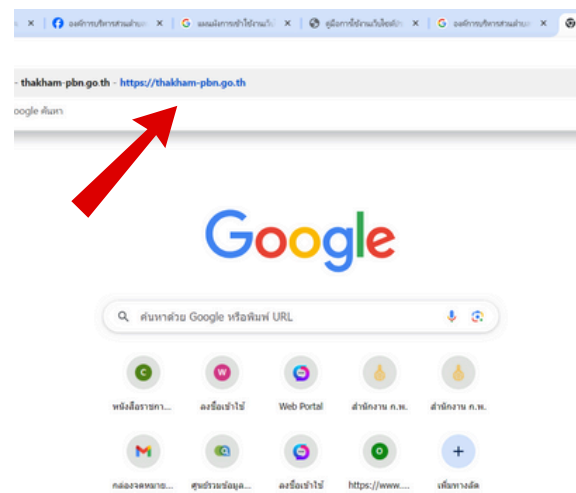 องค์การบริหารส่วนตำบล
แผนผังการเข้าใช้งานเว็บ
คู่มือการใช้งานเว็บไซต์
องค์การบริหารส่วนตำบล
- thakham-pbn.go.th - https://thakham-pbn.go.th
oogle ค้นหา
Google
ค้นหาด้วย Google หรือพิมพ์ URL
C W
หนังสือราชกา... ลงชื่อเข้าใช้ Web Portal สำนักงาน ก.พ. สำนักงาน ก.พ.
M O +
กล่องจดหมาย... ศูนย์รวมข้อมูล... ลงชื่อเข้าใช้ https://www.... เพิ่มทางลัด